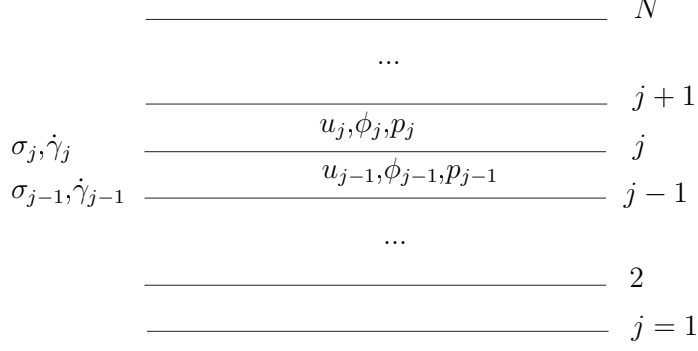 N
...
j + 1
u_j,ϕ_j,p_j
σ_j,γ̇_j
j
u_{j−1},ϕ_{j−1},p_{j−1}
σ_{j−1},γ̇_{j−1}
j − 1
...
2
j = 1